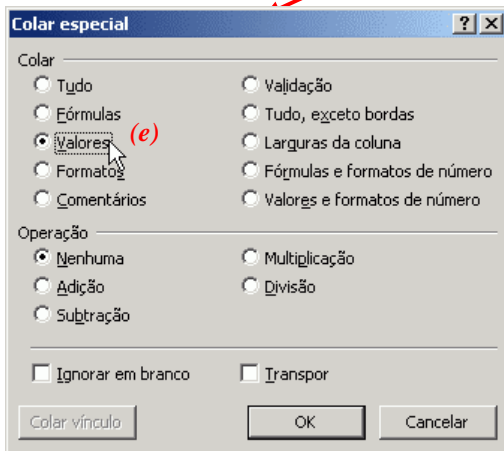 Colar especial
Colar
Tudo
Validação
Fórmulas
Tudo, exceto bordas
Valores (e)
Larguras da coluna
Formatos
Fórmulas e formatos de número
Comentários
Valores e formatos de número
Operação
Nenhuma
Multiplicação
Adição
Divisão
Subtração
Ignorar em branco
Transpor
Colar vínculo
OK
Cancelar